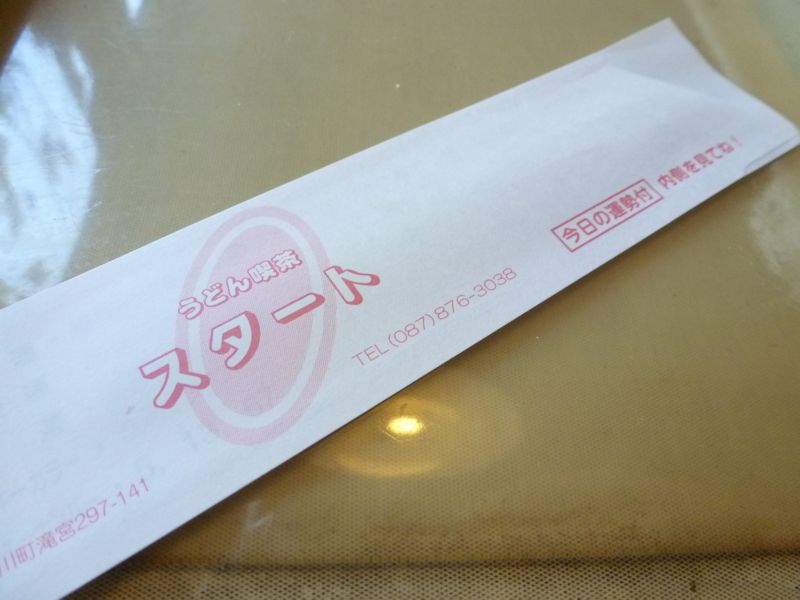 うどん喫茶
スタート
TEL(087)876-3038
今日の運勢付 内側を見てね!
川町滝宮297-141